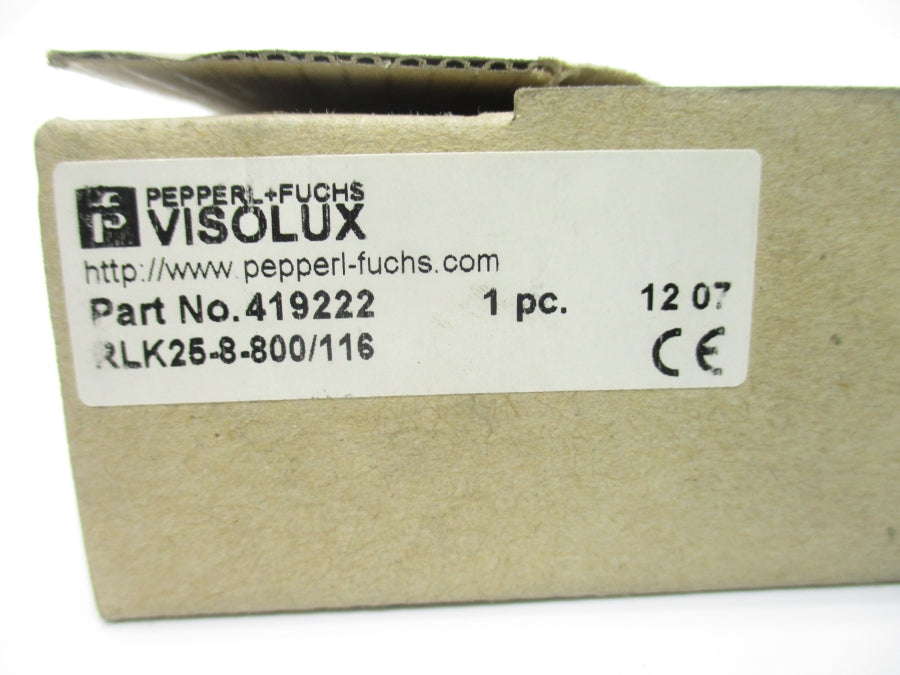 PEPPERL+FUCHS
VISOLUX
http://www.pepperl-fuchs.com
Part No. 419222 1 pc. 12 07
RLK25-8-800/116 CE